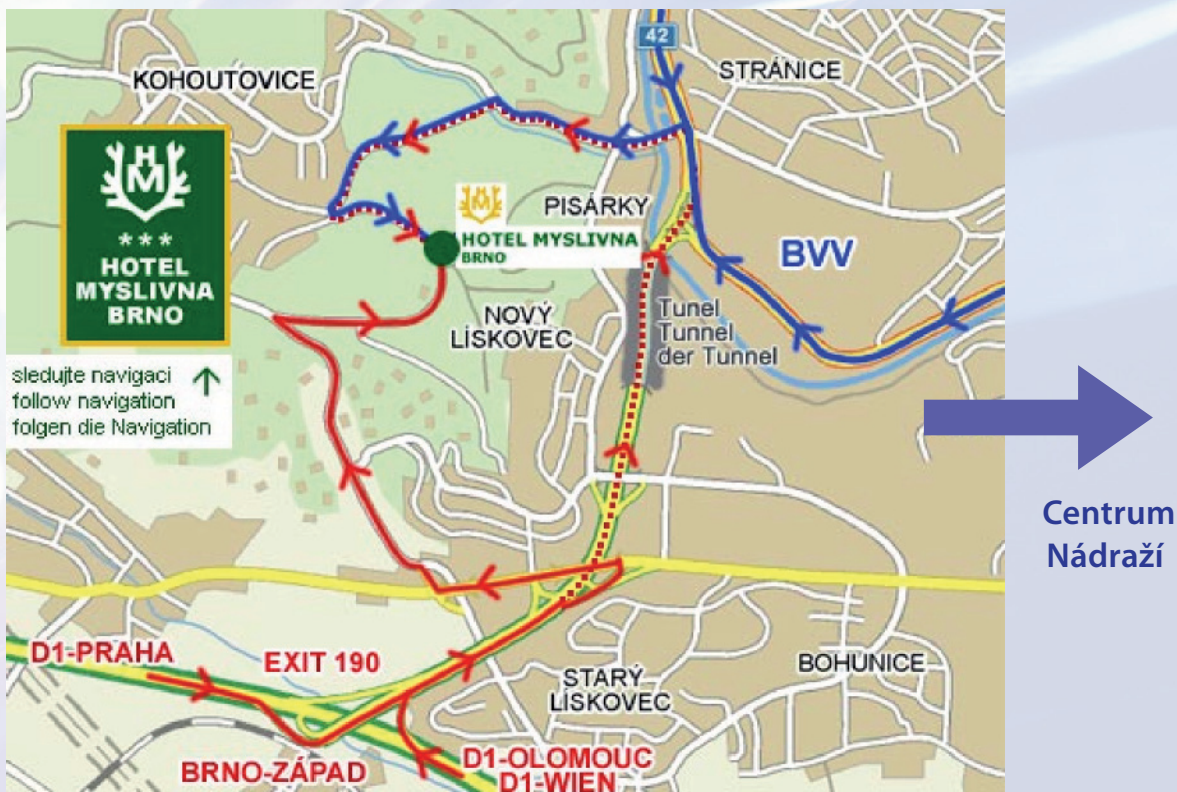 42
KOHOUTOVICE
STRÁNICE
HM
***
HOTEL
MYSLIVNA
BRNO
HM
PISÁRKY
HOTEL MYSLIVNA
BRNO
BVV
NOVÝ
LÍSKOVEC
Tunel
Tunnel
der Tunnel
sledujte navigaci
follow navigation
folgen die Navigation
Centrum
Nádraží
D1-PRAHA
EXIT 190
STARÝ
LÍSKOVEC
BOHUNICE
BRNO-ZÁPAD
D1-OLOMOUC
D1-WIEN